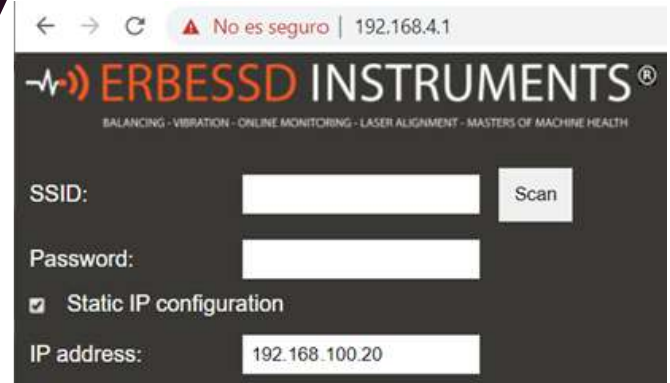 No es seguro | 192.168.4.1
ERBESSD INSTRUMENTS®
BALANCING - VIBRATION - ONLINE MONITORING - LASER ALIGNMENT - MASTERS OF MACHINE HEALTH
SSID: Scan
Password:
Static IP configuration
IP address: 192.168.100.20